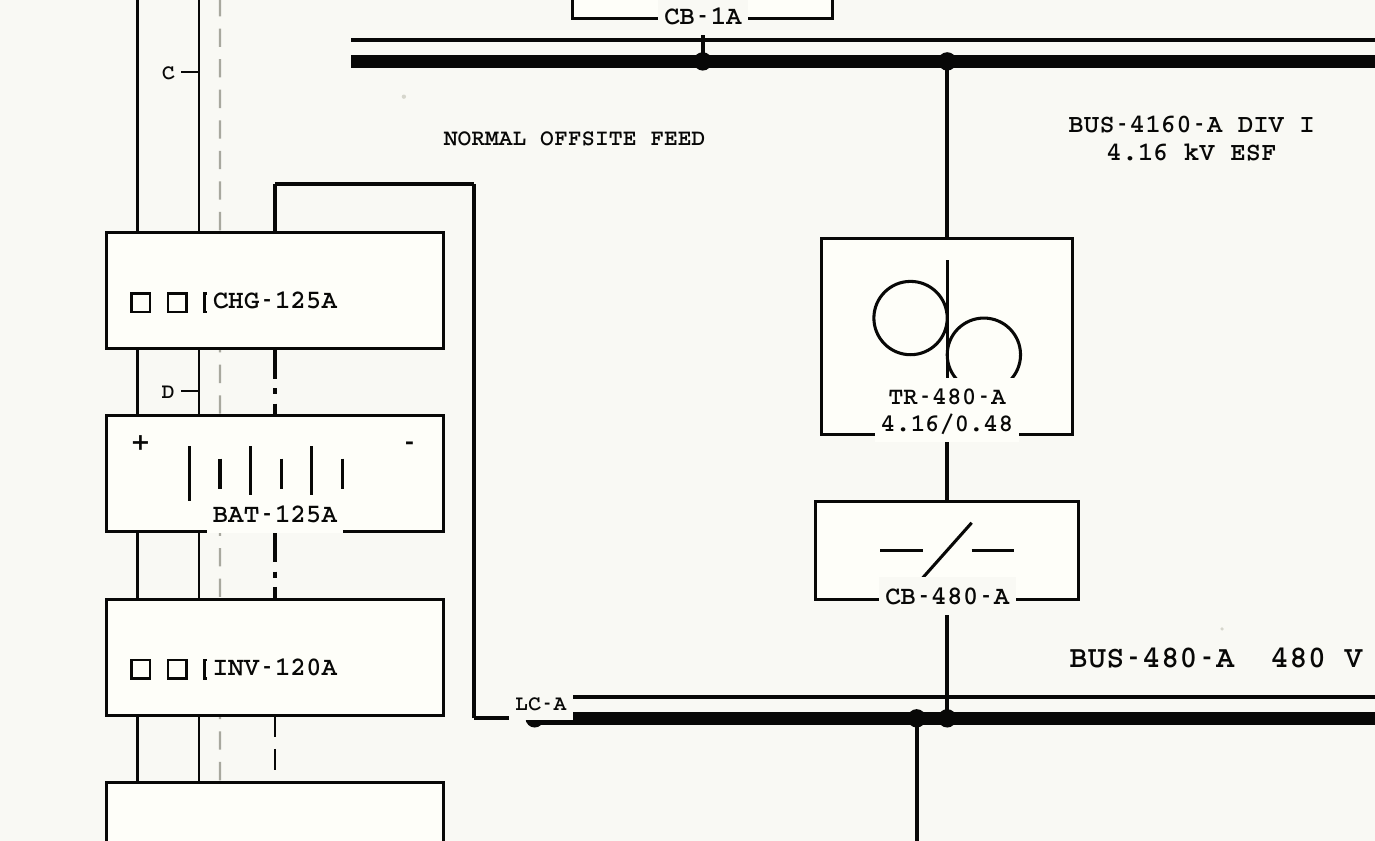 CB-1A
C
NORMAL OFFSITE FEED
BUS-4160-A DIV I
4.16 kV ESF
CHG-125A
TR-480-A
4.16/0.48
D
+ -
BAT-125A
CB-480-A
INV-120A
BUS-480-A 480 V
LC-A